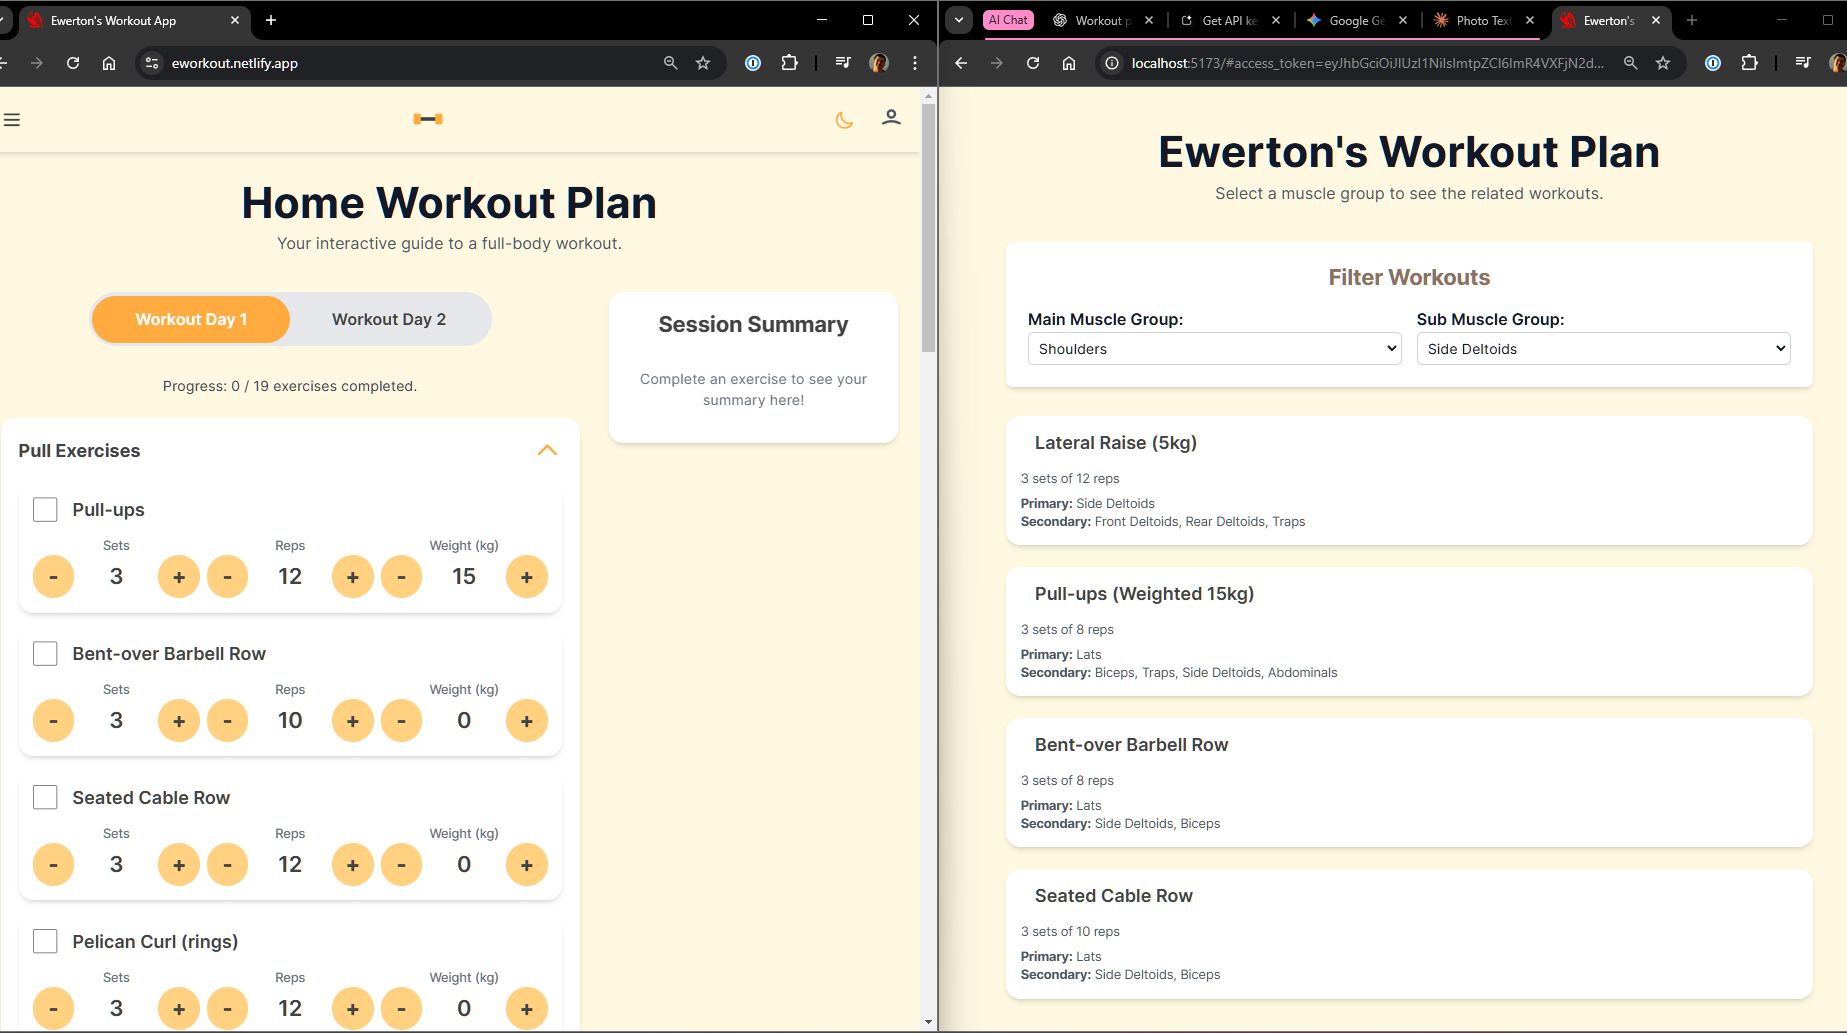 Ewerton's Workout App
eworkout.netlify.app
Home Workout Plan
Your interactive guide to a full-body workout.
Workout Day 1
Workout Day 2
Progress: 0 / 19 exercises completed.
Session Summary
Complete an exercise to see your
summary here!
Pull Exercises
Pull-ups
Sets Reps Weight (kg)
- 3 + - 12 + - 15 +
Bent-over Barbell Row
Sets Reps Weight (kg)
- 3 + - 10 + - 0 +
Seated Cable Row
Sets Reps Weight (kg)
- 3 + - 12 + - 0 +
Pelican Curl (rings)
Sets Reps Weight (kg)
- 3 + - 12 + - 0 +
AI Chat
Workout p
Get API ke
Google Ge
Photo Text
Ewerton's
localhost:5173/#access_token=
Ewerton's Workout Plan
Select a muscle group to see the related workouts.
Filter Workouts
Main Muscle Group: Sub Muscle Group:
Shoulders Side Deltoids
Lateral Raise (5kg)
3 sets of 12 reps
Primary: Side Deltoids
Secondary: Front Deltoids, Rear Deltoids, Traps
Pull-ups (Weighted 15kg)
3 sets of 8 reps
Primary: Lats
Secondary: Biceps, Traps, Side Deltoids, Abdominals
Bent-over Barbell Row
3 sets of 8 reps
Primary: Lats
Secondary: Side Deltoids, Biceps
Seated Cable Row
3 sets of 10 reps
Primary: Lats
Secondary: Side Deltoids, Biceps